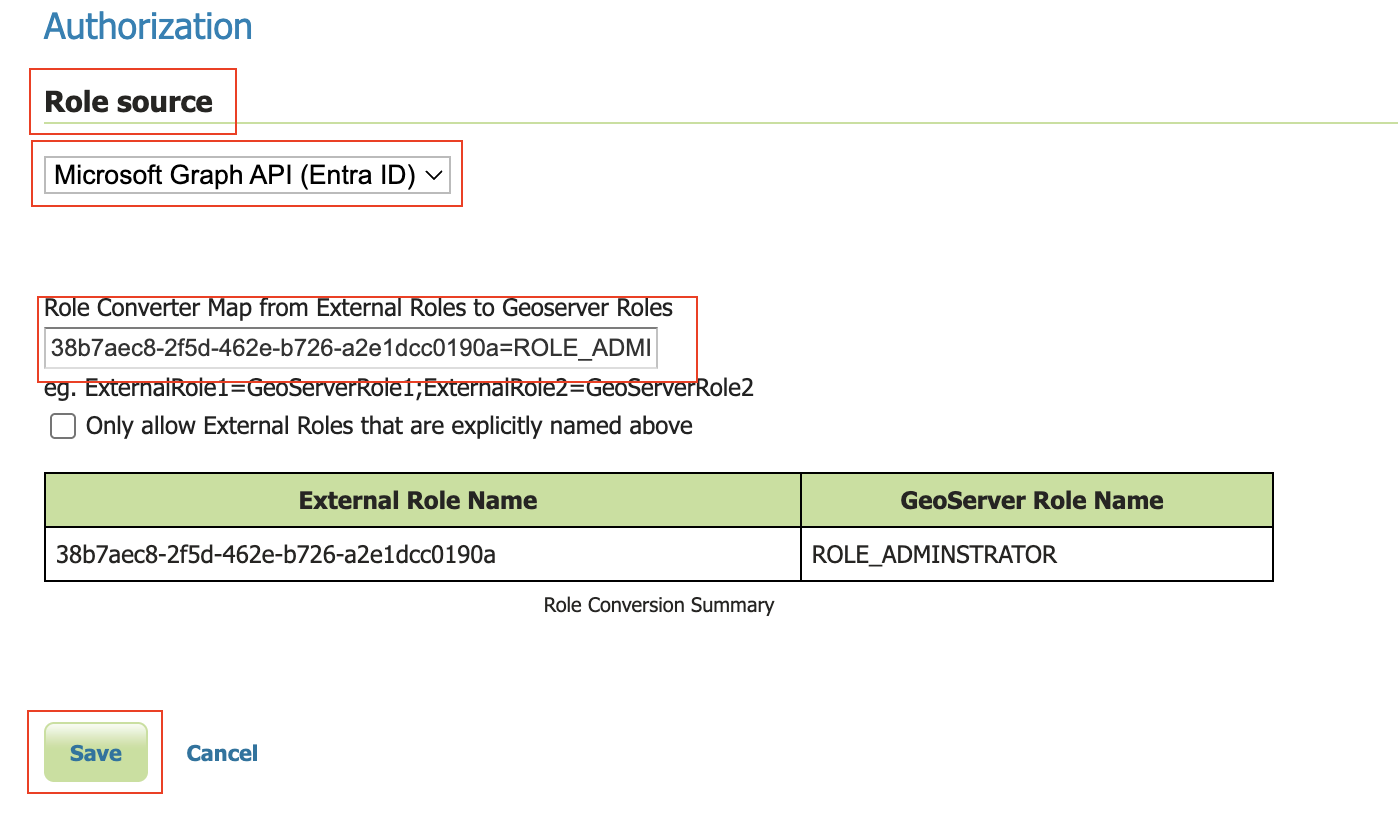 Authorization
Role source
Microsoft Graph API (Entra ID)
Role Converter Map from External Roles to Geoserver Roles
38b7aec8-2f5d-462e-b726-a2e1dcc0190a=ROLE_ADMI
eg. ExternalRole1=GeoServerRole1;ExternalRole2=GeoServerRole2
Only allow External Roles that are explicitly named above
External Role Name GeoServer Role Name
38b7aec8-2f5d-462e-b726-a2e1dcc0190a ROLE_ADMINSTRATOR
Role Conversion Summary
Save Cancel